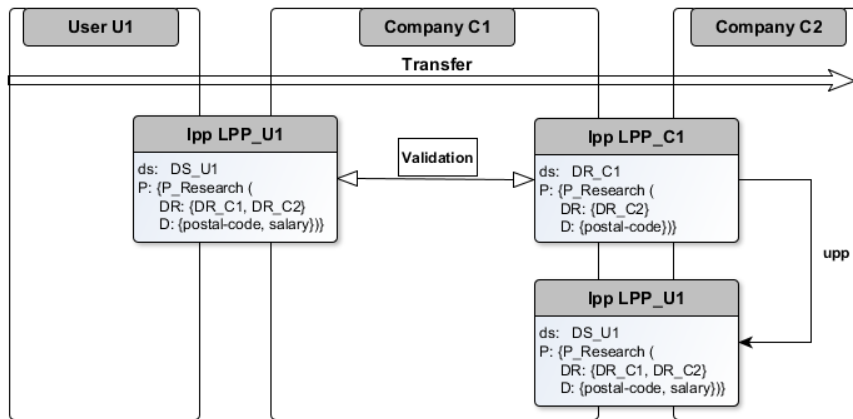 User U1
Company C1
Company C2
Transfer
lpp LPP_U1
ds: DS_U1
P: {P_Research (
DR: {DR_C1, DR_C2}
D: {postal-code, salary})}
Validation
lpp LPP_C1
ds: DR_C1
P: {P_Research (
DR: {DR_C2}
D: {postal-code})}
upp
lpp LPP_U1
ds: DS_U1
P: {P_Research (
DR: {DR_C1, DR_C2}
D: {postal-code, salary})}